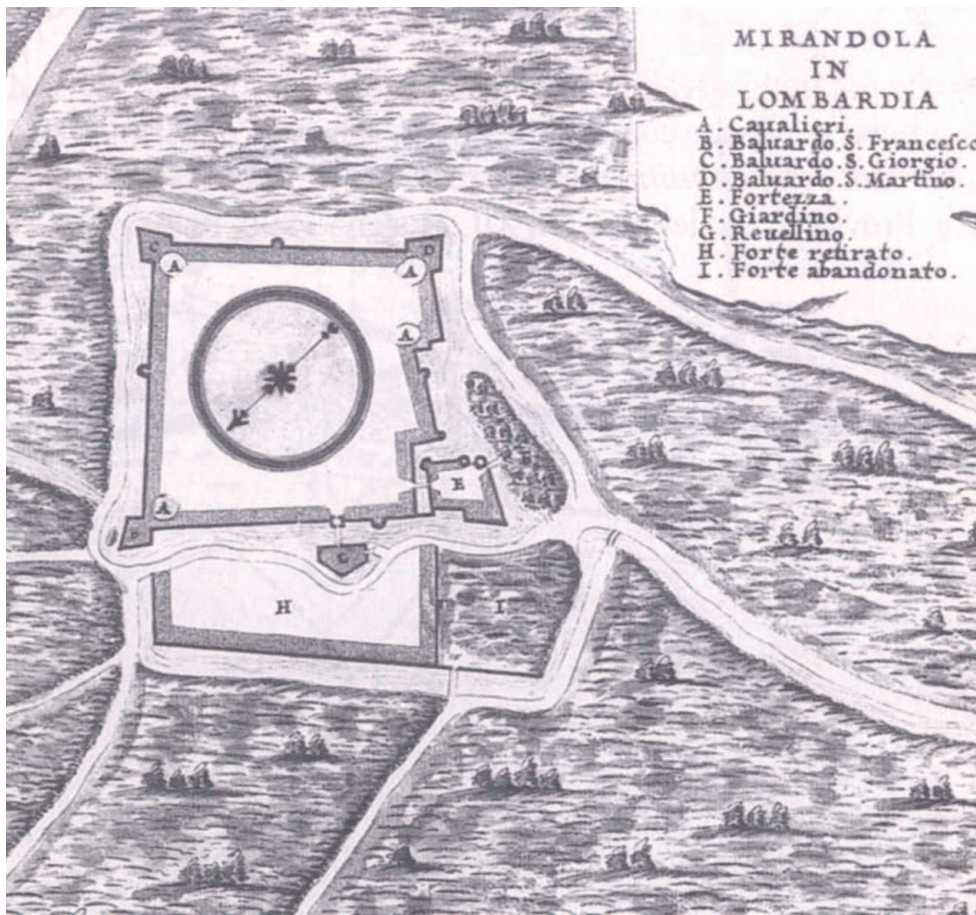 MIRANDOLA
IN
LOMBARDIA
A. Caualieri.
B. Baluardo .S. Franceſco
C. Baluardo .S. Giorgio.
D. Baluardo .S. Martino.
E. Fortezza.
F. Giardino.
G. Reuellino.
H. Forte retirato.
I. Forte abandonato.
A
A
A
E
A
G
H
I